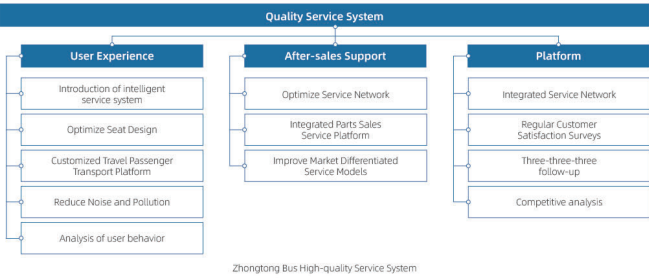 Quality Service System
User Experience
Introduction of intelligent
service system
Optimize Seat Design
Customized Travel Passenger
Transport Platform
Reduce Noise and Pollution
Analysis of user behavior
After-sales Support
Optimize Service Network
Integrated Parts Sales
Service Platform
Improve Market Differentiated
Service Models
Platform
Integrated Service Network
Regular Customer
Satisfaction Surveys
Three-three-three
follow-up
Competitive analysis
Zhongtong Bus High-quality Service System